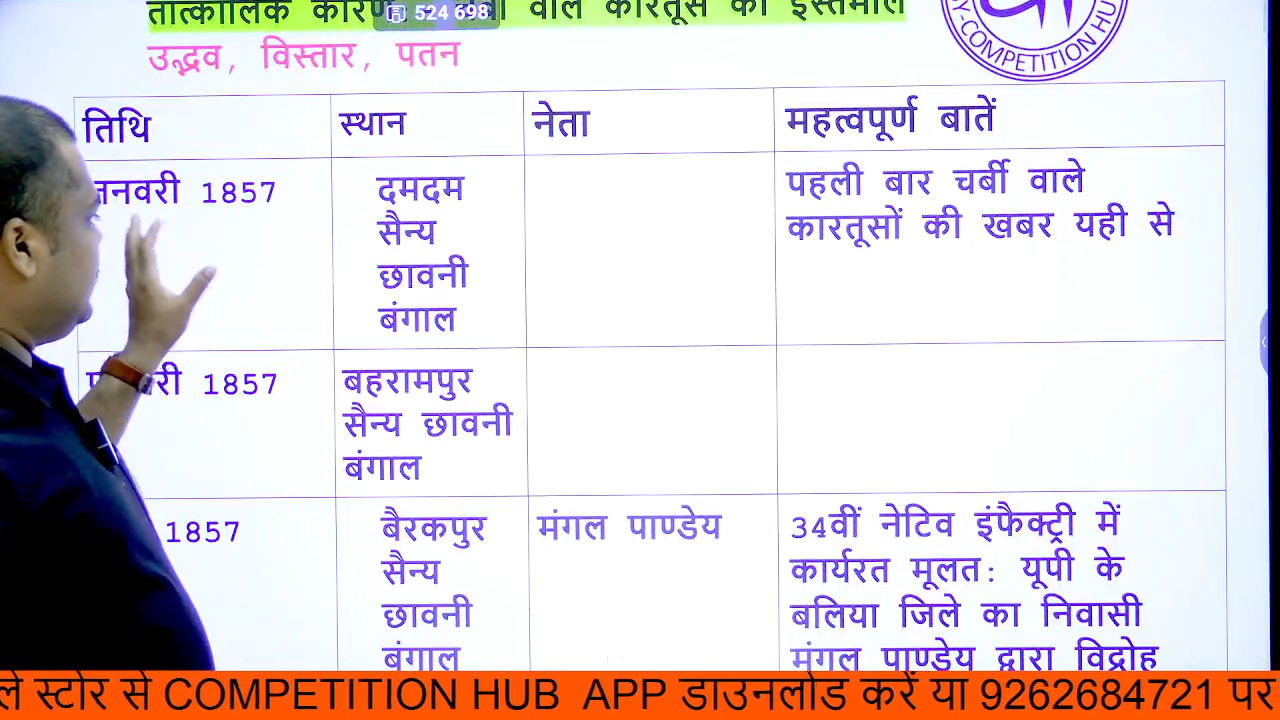 तात्कालिक कारण वाले कारतूस का इस्तेमाल
524 698
उद्भव, विस्तार, पतन
Y-COMPETITION HU
तिथि स्थान नेता महत्वपूर्ण बातें
जनवरी 1857 दमदम पहली बार चर्बी वाले
सैन्य कारतूसों की खबर यही से
छावनी
बंगाल
1857 बहरामपुर
सैन्य छावनी
बंगाल
1857 बैरकपुर मंगल पाण्डेय 34वीं नेटिव इंफैक्ट्री में
सैन्य कार्यरत मूलत: यूपी के
छावनी बलिया जिले का निवासी
बंगाल मंगल पाण्डेय द्वारा विद्रोह
ले स्टोर से COMPETITION HUB APP डाउनलोड करें या 9262684721 पर